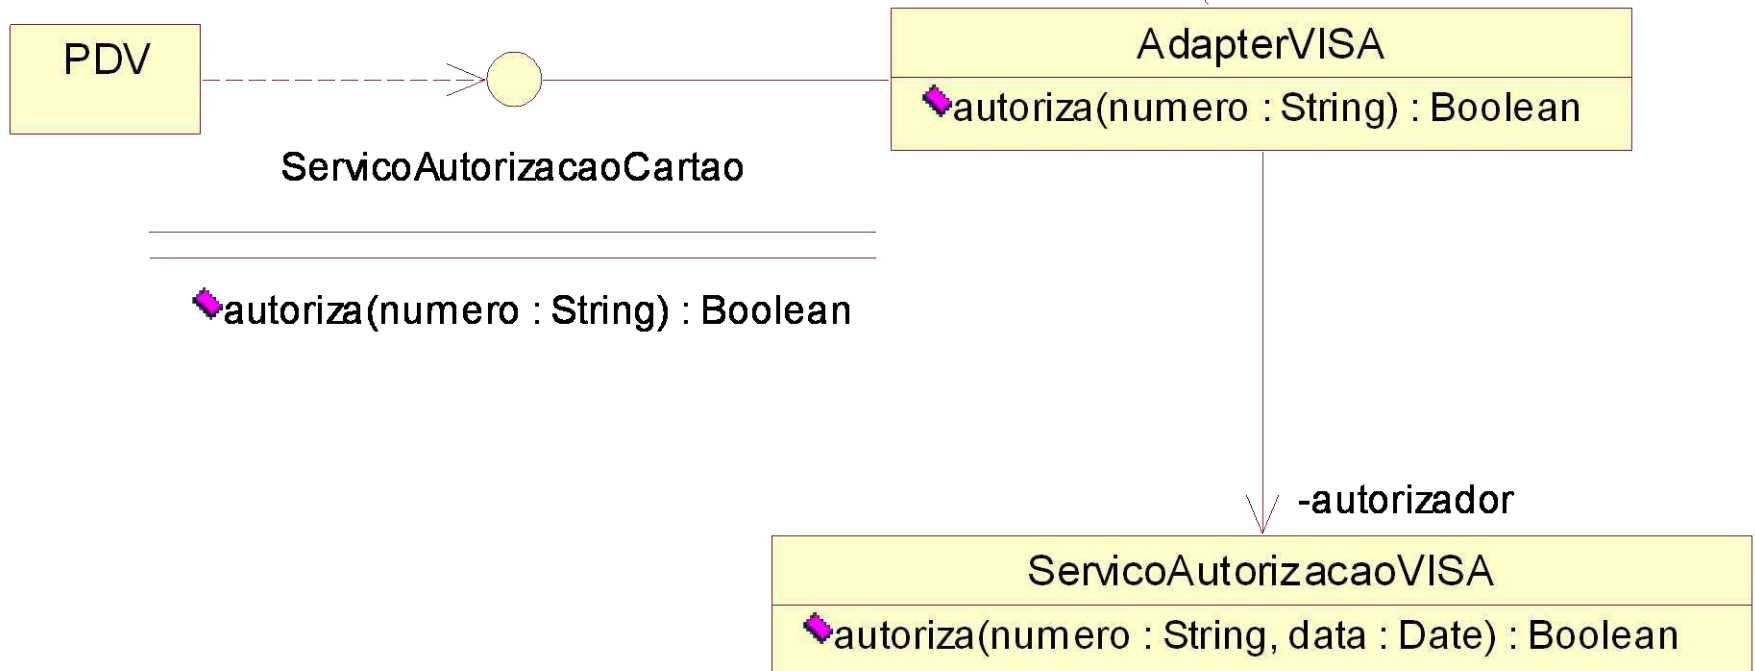 PDV
ServicoAutorizacaoCartao
autoriza(numero : String) : Boolean
AdapterVISA
autoriza(numero : String) : Boolean
-autorizador
ServicoAutorizacaoVISA
autoriza(numero : String, data : Date) : Boolean